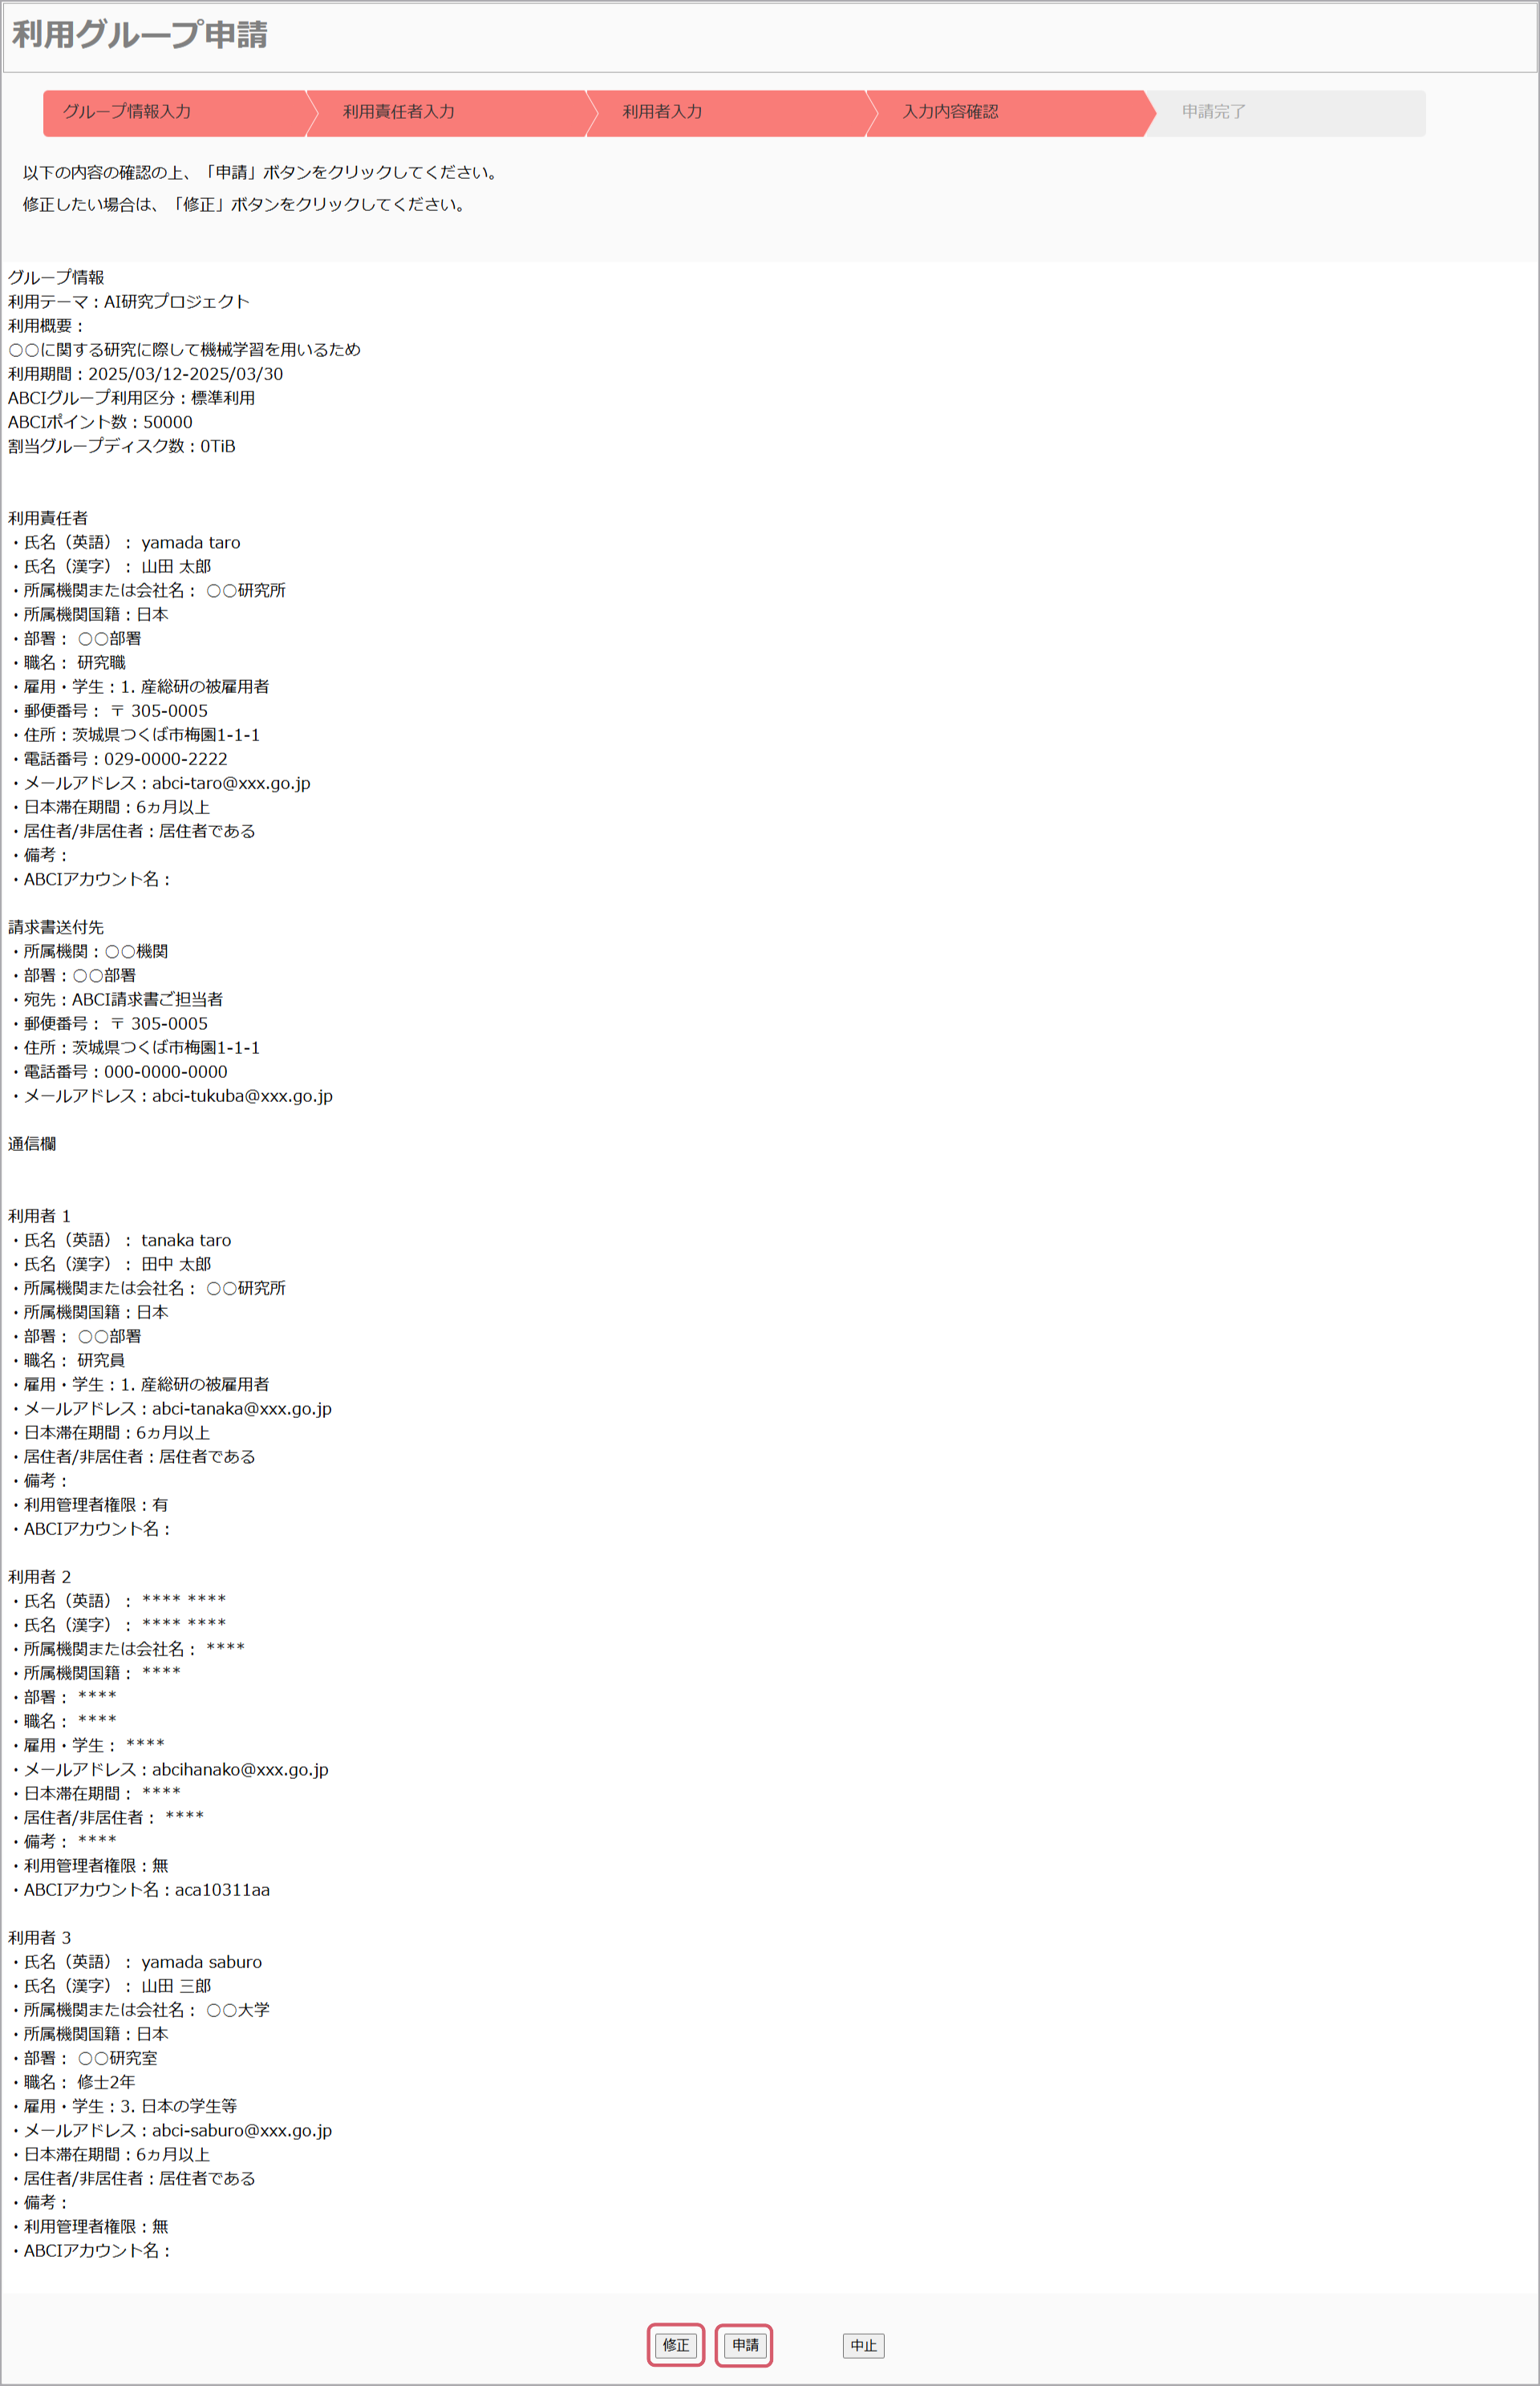 利用グループ申請
グループ情報入力
利用責任者入力
利用者入力
入力内容確認
申請完了
以下の内容の確認の上、「申請」ボタンをクリックしてください。
修正したい場合は、「修正」ボタンをクリックしてください。
グループ情報
利用テーマ：AI研究プロジェクト
利用概要：
○○に関する研究に際して機械学習を用いるため
利用期間：2025/03/12-2025/03/30
ABCIグループ利用区分：標準利用
ABCIポイント数：50000
割当グループディスク数：0TiB
利用責任者
・氏名（英語）： yamada taro
・氏名（漢字）： 山田 太郎
・所属機関または会社名： ○○研究所
・所属機関国籍：日本
・部署： ○○部署
・職名： 研究職
・雇用・学生：1. 産総研の被雇用者
・郵便番号： 〒 305-0005
・住所：茨城県つくば市梅園1-1-1
・電話番号：029-0000-2222
・メールアドレス：abci-taro@xxx.go.jp
・日本滞在期間：6ヵ月以上
・居住者/非居住者：居住者である
・備考：
・ABCIアカウント名：
請求書送付先
・所属機関：○○機関
・部署：○○部署
・宛先：ABCI請求書ご担当者
・郵便番号： 〒 305-0005
・住所：茨城県つくば市梅園1-1-1
・電話番号：000-0000-0000
・メールアドレス：abci-tukuba@xxx.go.jp
通信欄
利用者 1
・氏名（英語）： tanaka taro
・氏名（漢字）： 田中 太郎
・所属機関または会社名： ○○研究所
・所属機関国籍：日本
・部署： ○○部署
・職名： 研究員
・雇用・学生：1. 産総研の被雇用者
・メールアドレス：abci-tanaka@xxx.go.jp
・日本滞在期間：6ヵ月以上
・居住者/非居住者：居住者である
・備考：
・利用管理者権限：有
・ABCIアカウント名：
利用者 2
・氏名（英語）： **** ****
・氏名（漢字）： **** ****
・所属機関または会社名： ****
・所属機関国籍： ****
・部署： ****
・職名： ****
・雇用・学生： ****
・メールアドレス：abcihanako@xxx.go.jp
・日本滞在期間： ****
・居住者/非居住者： ****
・備考： ****
・利用管理者権限：無
・ABCIアカウント名：aca10311aa
利用者 3
・氏名（英語）： yamada saburo
・氏名（漢字）： 山田 三郎
・所属機関または会社名： ○○大学
・所属機関国籍：日本
・部署： ○○研究室
・職名： 修士2年
・雇用・学生：3. 日本の学生等
・メールアドレス：abci-saburo@xxx.go.jp
・日本滞在期間：6ヵ月以上
・居住者/非居住者：居住者である
・備考：
・利用管理者権限：無
・ABCIアカウント名：
修正
申請
中止